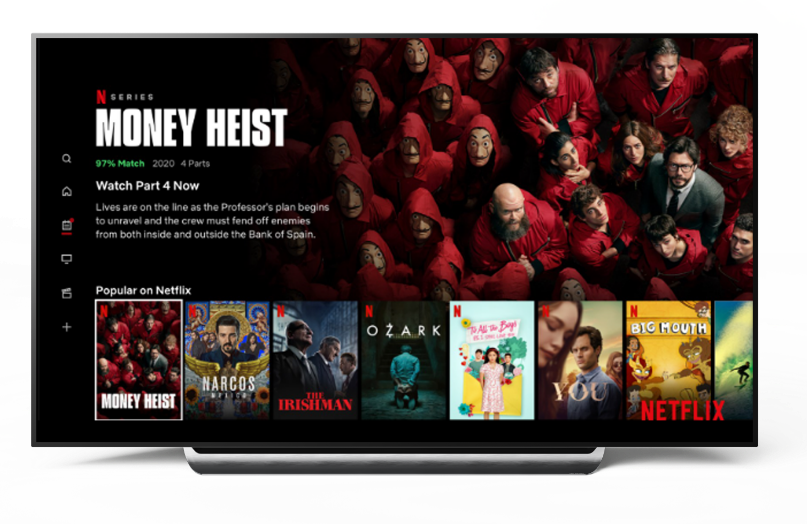 N SERIES
MONEY HEIST
97% Match 2020 4 Parts
Watch Part 4 Now
Lives are on the line as the Professor's plan begins
to unravel and the crew must fend off enemies
from both inside and outside the Bank of Spain.
Popular on Netflix
N
MONEY HEIST
N
NARCOS
MEXICO
N
THE
IRISHMAN
N
OZARK
N
To All the Boys
N
YOU
N
BIG MOUTH
NETFLIX